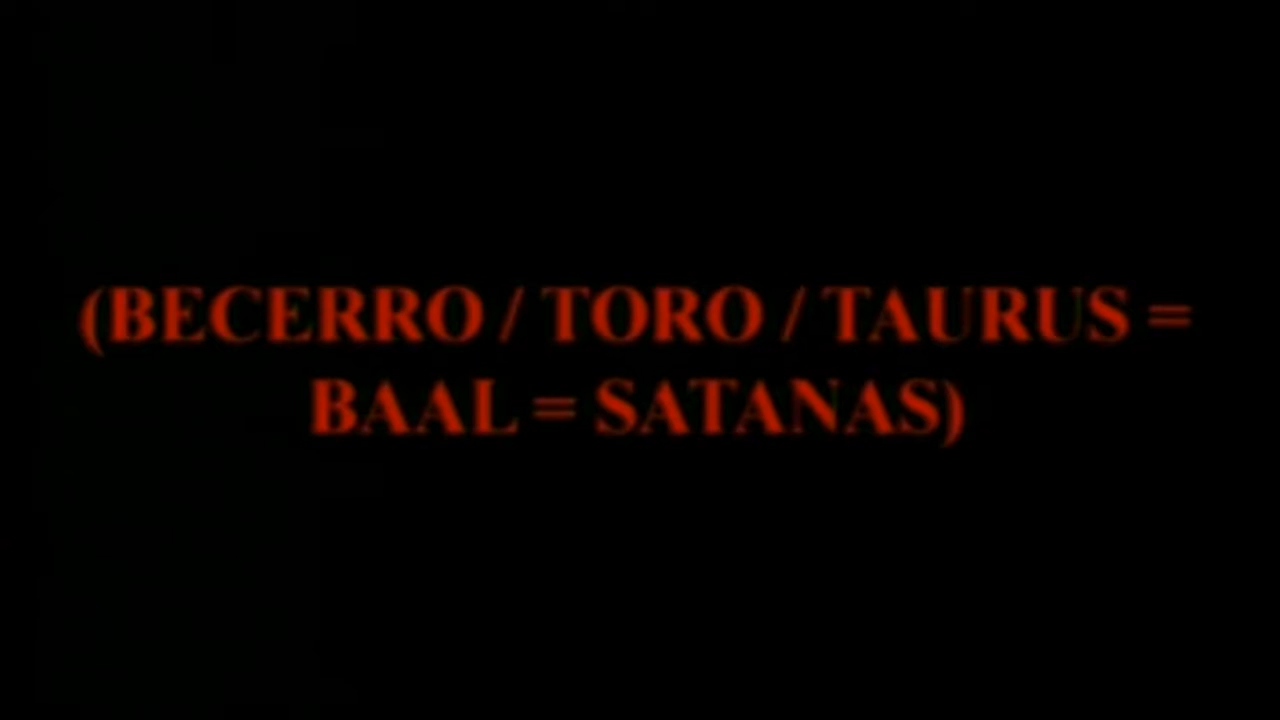 (BECERRO / TORO / TAURUS =
BAAL = SATANAS)